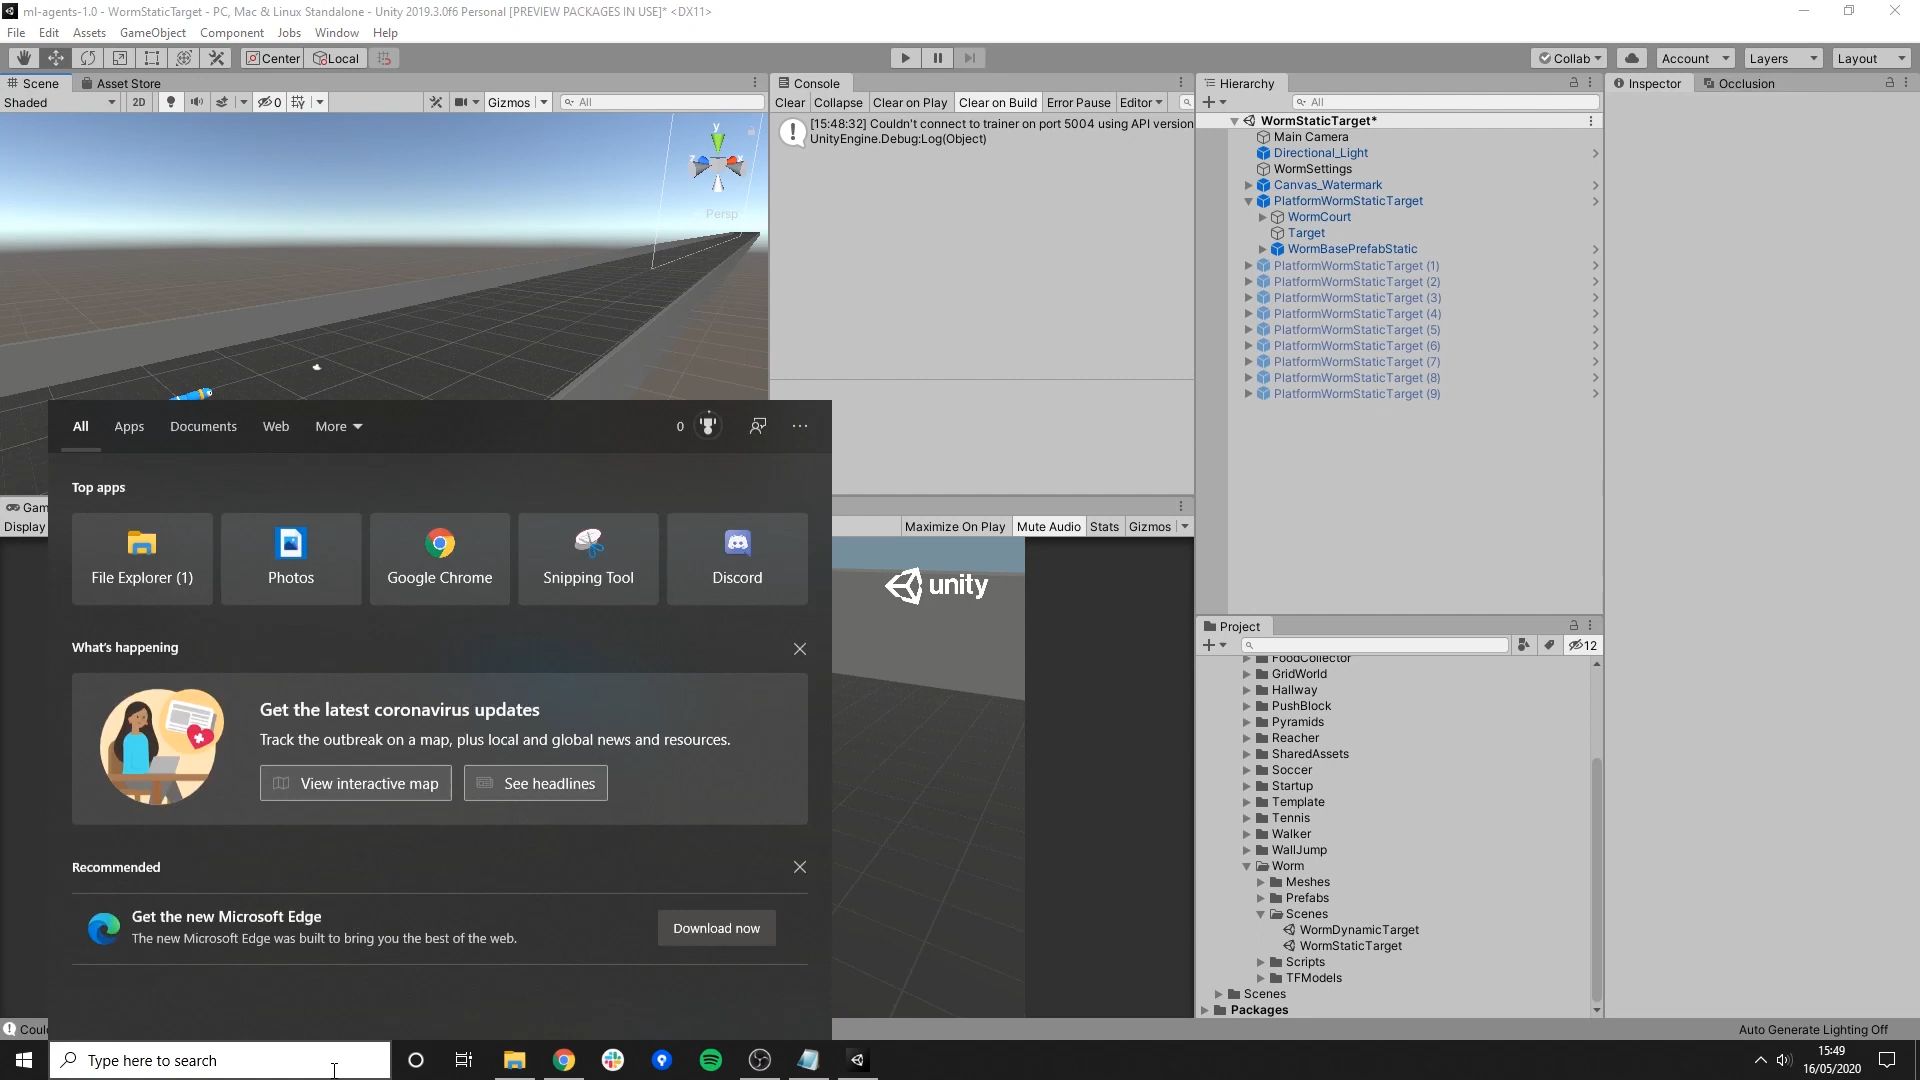 ml-agents-1.0 - WormStaticTarget - PC, Mac & Linux Standalone - Unity 2019.3.0f6 Personal [PREVIEW PACKAGES IN USE]* <DX11>
File Edit Assets GameObject Component Jobs Window Help
Center Local
Collab Account Layers Layout
Scene Asset Store
Shaded 2D 0 Gizmos All
y
z x
Persp
Console
Clear Collapse Clear on Play Clear on Build Error Pause Editor
[15:48:32] Couldn't connect to trainer on port 5004 using API version
UnityEngine.Debug:Log(Object)
Hierarchy
All
WormStaticTarget*
Main Camera
Directional_Light
WormSettings
Canvas_Watermark
PlatformWormStaticTarget
WormCourt
Target
WormBasePrefabStatic
PlatformWormStaticTarget (1)
PlatformWormStaticTarget (2)
PlatformWormStaticTarget (3)
PlatformWormStaticTarget (4)
PlatformWormStaticTarget (5)
PlatformWormStaticTarget (6)
PlatformWormStaticTarget (7)
PlatformWormStaticTarget (8)
PlatformWormStaticTarget (9)
Inspector Occlusion
Gam
Display
Maximize On Play Mute Audio Stats Gizmos
unity
All Apps Documents Web More 0
Top apps
File Explorer (1) Photos Google Chrome Snipping Tool Discord
What's happening
Get the latest coronavirus updates
Track the outbreak on a map, plus local and global news and resources.
View interactive map See headlines
Recommended
Get the new Microsoft Edge
The new Microsoft Edge was built to bring you the best of the web.
Download now
Project
12
FoodCollector
GridWorld
Hallway
PushBlock
Pyramids
Reacher
SharedAssets
Soccer
Startup
Template
Tennis
Walker
WallJump
Worm
Meshes
Prefabs
Scenes
WormDynamicTarget
WormStaticTarget
Scripts
TFModels
Scenes
Packages
Coul
Auto Generate Lighting Off
Type here to search
15:49
16/05/2020